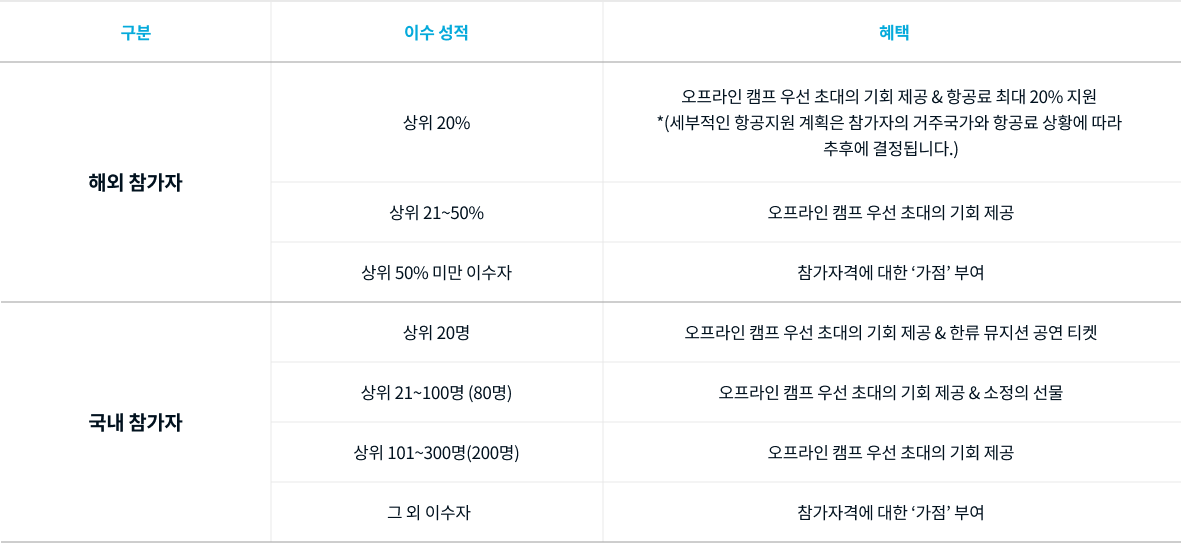 구분
이수 성적
혜택
해외 참가자
상위 20%
오프라인 캠프 우선 초대의 기회 제공 & 항공료 최대 20% 지원
*(세부적인 항공지원 계획은 참가자의 거주국가와 항공료 상황에 따라
추후에 결정됩니다.)
상위 21~50%
오프라인 캠프 우선 초대의 기회 제공
상위 50% 미만 이수자
참가자격에 대한 ‘가점’ 부여
국내 참가자
상위 20명
오프라인 캠프 우선 초대의 기회 제공 & 한류 뮤지션 공연 티켓
상위 21~100명 (80명)
오프라인 캠프 우선 초대의 기회 제공 & 소정의 선물
상위 101~300명(200명)
오프라인 캠프 우선 초대의 기회 제공
그 외 이수자
참가자격에 대한 ‘가점’ 부여